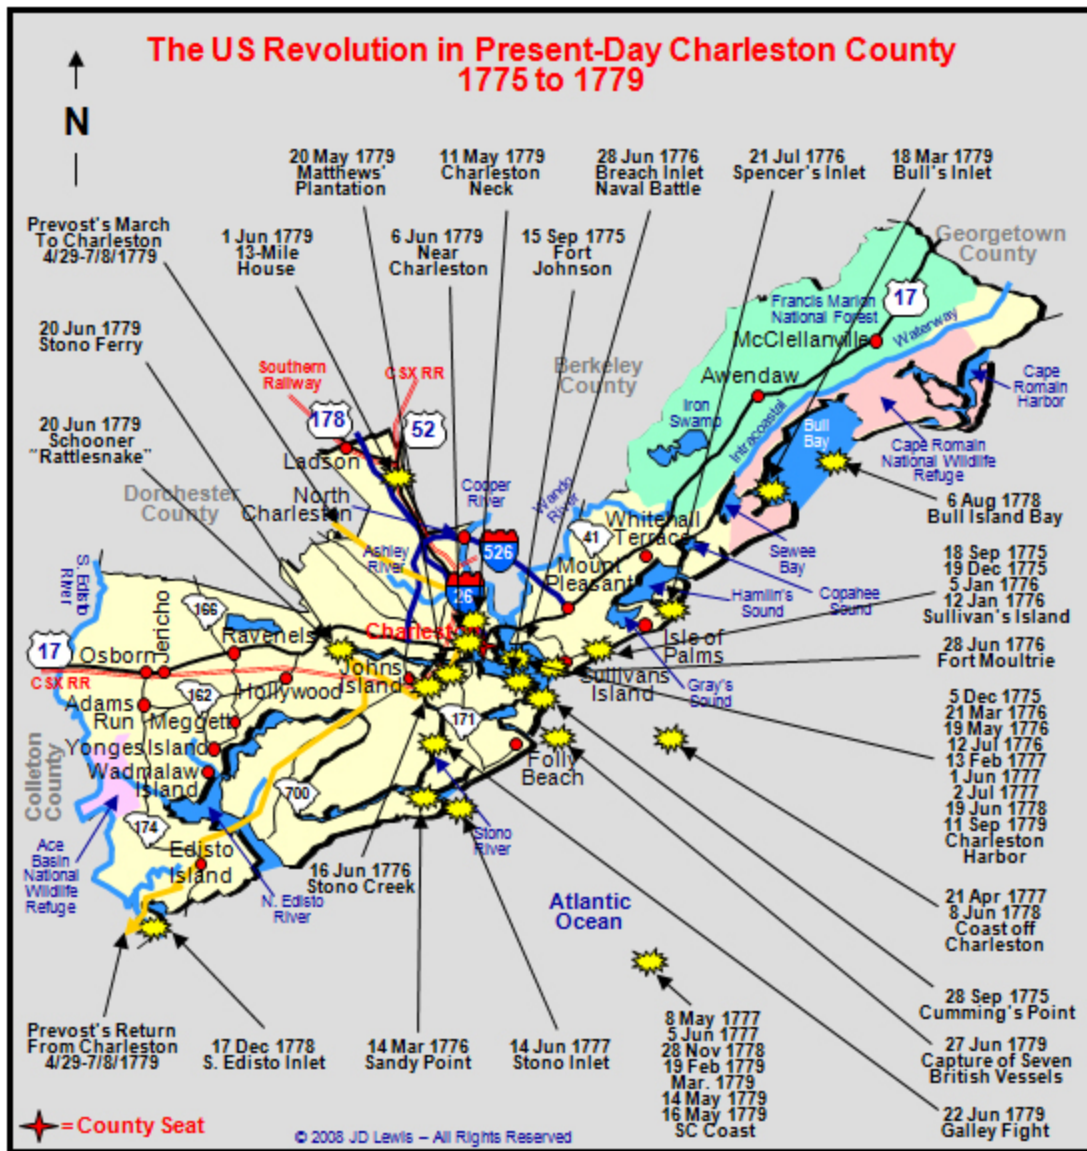 The US Revolution in Present-Day Charleston County
1775 to 1779
N
20 May 1779
Matthews'
Plantation
11 May 1779
Charleston
Neck
28 Jun 1776
Breach Inlet
Naval Battle
21 Jul 1776
Spencer's Inlet
18 Mar 1779
Bull's Inlet
Prevost's March
To Charleston
4/29-7/8/1779
1 Jun 1779
13-Mile
House
6 Jun 1779
Near
Charleston
15 Sep 1775
Fort
Johnson
Georgetown
County
20 Jun 1779
Stono Ferry
20 Jun 1779
Schooner
"Rattlesnake"
Francis Marion
National Forest
17
McClellanville
Waterway
Intracoastal
Cape
Romain
Harbor
Berkeley
County
Awendaw
Iron
Swamp
Bull
Bay
Cape Romain
National Wildlife
Refuge
Southern
Railway
CSX RR
178
52
Ladson
Dorchester
County
North
Charleston
Cooper
River
Wando
River
41
Whitehall
Terrace
6 Aug 1778
Bull Island Bay
Ashley
River
526
26
Mount
Pleasant
Sewee
Bay
Hamlin's
Sound
Copahee
Sound
18 Sep 1775
19 Dec 1775
5 Jan 1776
12 Jan 1776
Sullivan's Island
S. Edisto
River
17
Osborn
Jericho
166
Ravenels
Charlest
Johns
Island
Isle of
Palms
Sullivans
Island
Gray's
Sound
28 Jun 1776
Fort Moultrie
CSX RR
Adams
Run
162
Hollywood
Meggett
171
Yonges Island
Wadmalaw
Island
Folly
Beach
5 Dec 1775
21 Mar 1776
19 May 1776
12 Jul 1776
13 Feb 1777
1 Jun 1777
2 Jul 1777
19 Jun 1778
11 Sep 1779
Charleston
Harbor
Colleton
County
700
174
Ace
Basin
National
Wildlife
Refuge
Edisto
Island
N. Edisto
River
Stono
River
16 Jun 1776
Stono Creek
Atlantic
Ocean
21 Apr 1777
8 Jun 1778
Coast off
Charleston
28 Sep 1775
Cumming's Point
Prevost's Return
From Charleston
4/29-7/8/1779
17 Dec 1778
S. Edisto Inlet
14 Mar 1776
Sandy Point
14 Jun 1777
Stono Inlet
8 May 1777
5 Jun 1777
28 Nov 1778
19 Feb 1779
Mar. 1779
14 May 1779
16 May 1779
SC Coast
27 Jun 1779
Capture of Seven
British Vessels
22 Jun 1779
Galley Fight
= County Seat
© 2008 JD Lewis – All Rights Reserved